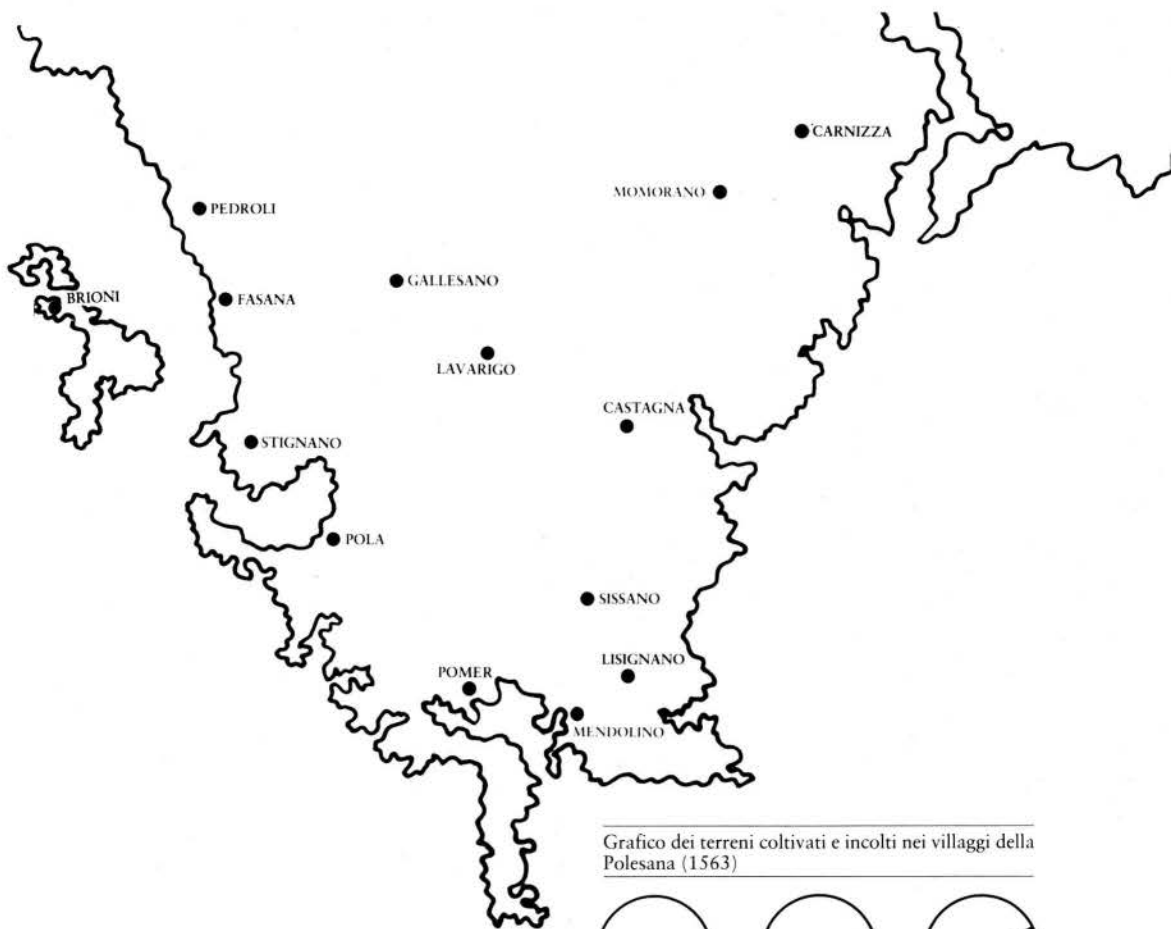 CARNIZZA
MOMORANO
PEDROLI
GALLESANO
BRIONI
FASANA
LAVARIGO
CASTAGNA
STIGNANO
POLA
SISSANO
LISIGNANO
POMER
MENDOLINO
Grafico dei terreni coltivati e incolti nei villaggi della
Polesana (1563)